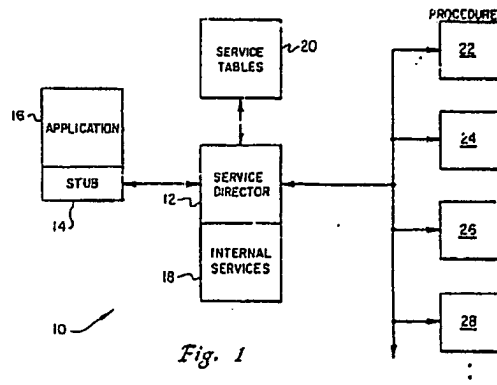 PROCEDURE
20
SERVICE
TABLES
22
16
APPLICATION
24
STUB
SERVICE
DIRECTOR
12
14
26
INTERNAL
SERVICES
18
28
10
Fig. 1